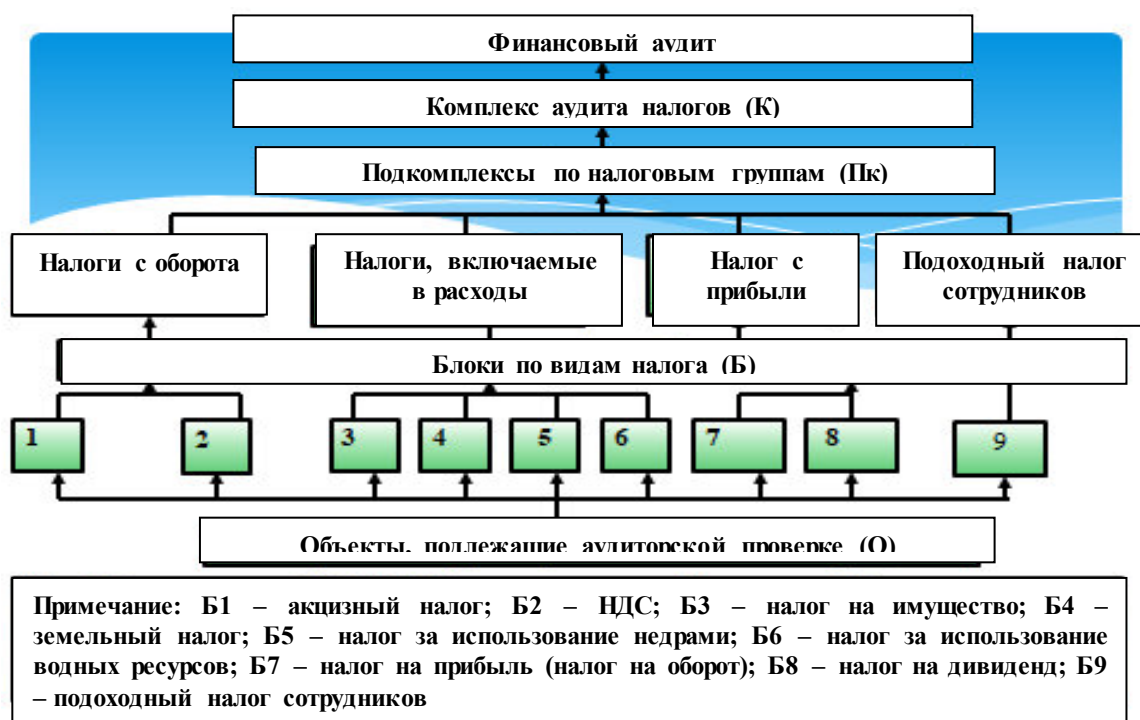 Финансовый аудит
Комплекс аудита налогов (К)
Подкомплексы по налоговым группам (Пк)
Налоги с оборота
Налоги, включаемые
в расходы
Налог с
прибыли
Подоходный налог
сотрудников
Блоки по видам налога (Б)
1
2
3
4
5
6
7
8
9
Объекты, подлежащие аудиторской проверке (О)
Примечание: Б1 – акцизный налог; Б2 – НДС; Б3 – налог на имущество; Б4 –
земельный налог; Б5 – налог за использование недрами; Б6 – налог за использование
водных ресурсов; Б7 – налог на прибыль (налог на оборот); Б8 – налог на дивиденд; Б9
– подоходный налог сотрудников